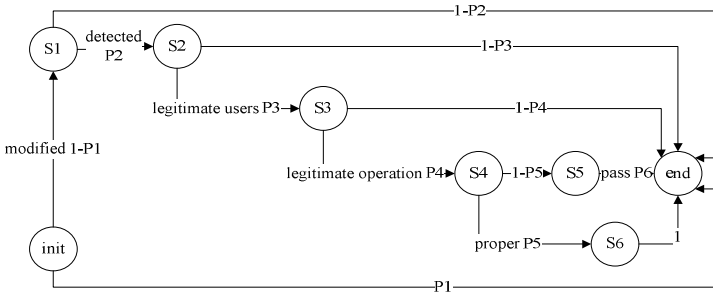 1-P2
S1
detected
P2
S2
1-P3
legitimate users P3
S3
1-P4
modified 1-P1
legitimate operation P4
S4
1-P5
S5
pass P6
end
init
proper P5
S6
1
P1